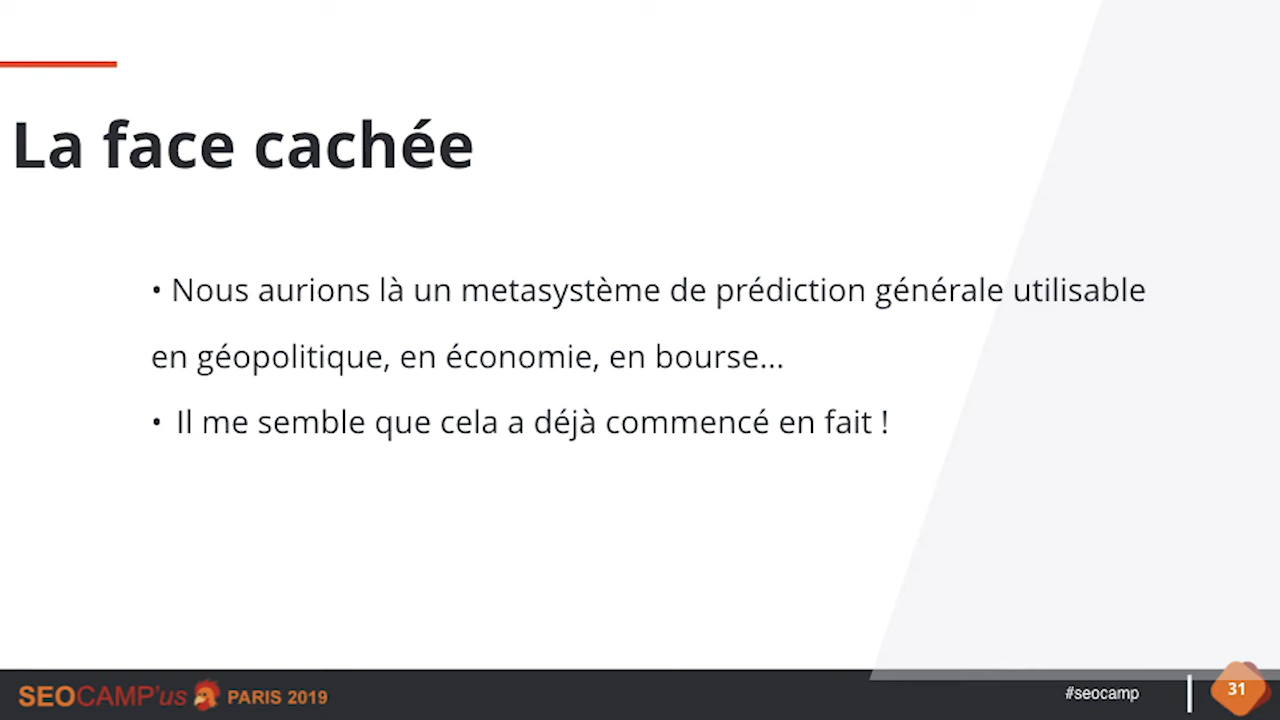 La face cachée
• Nous aurions là un metasystème de prédiction générale utilisable
en géopolitique, en économie, en bourse...
• Il me semble que cela a déjà commencé en fait !
SEOCAMP'us PARIS 2019
#seocamp
31